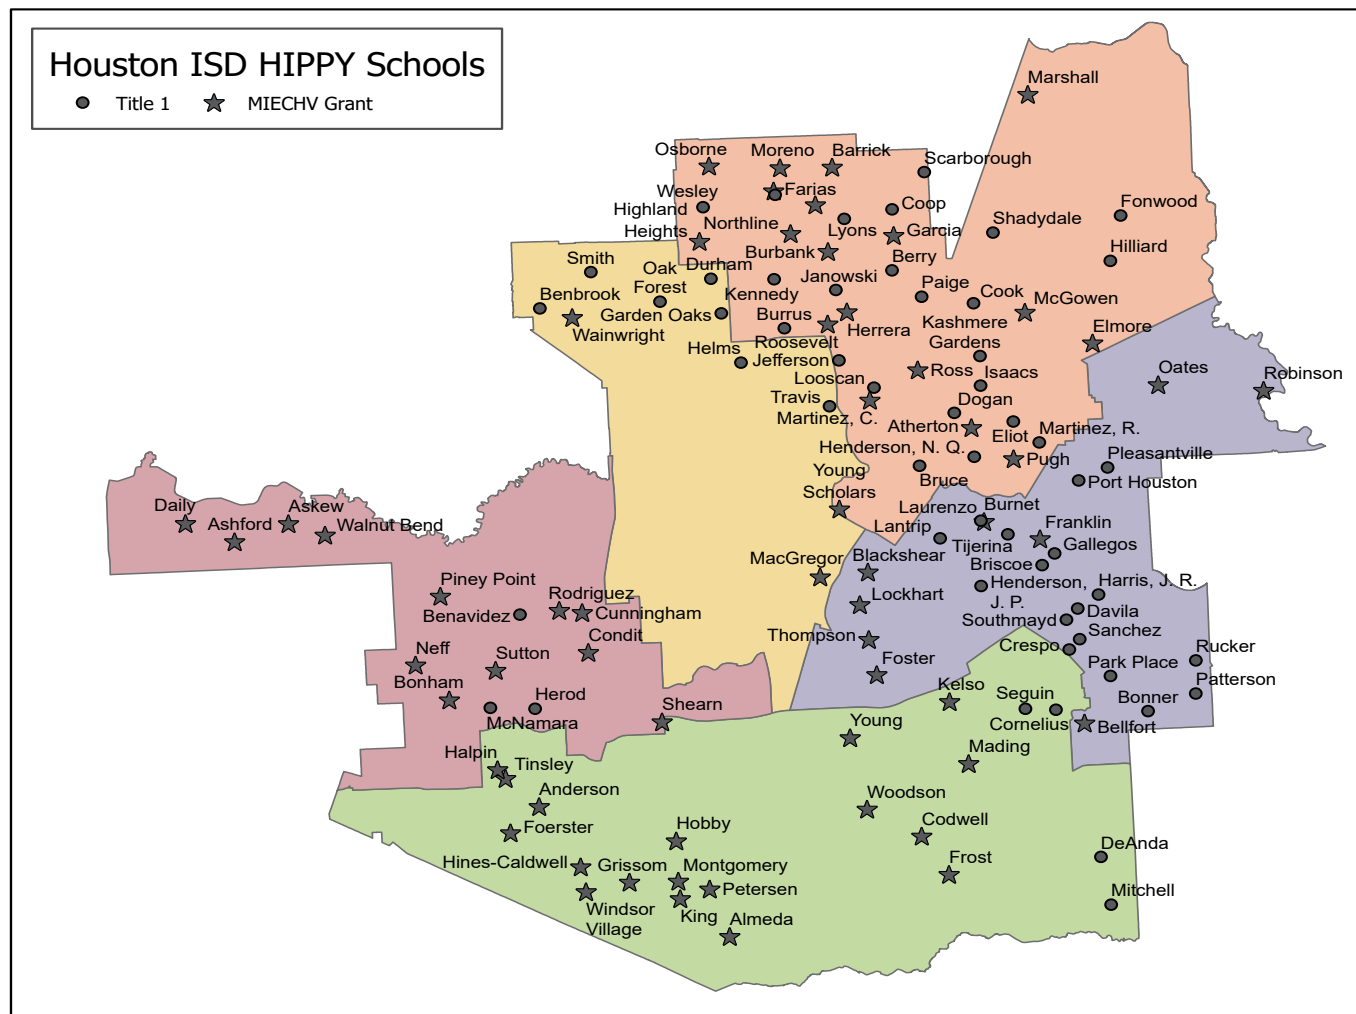 Houston ISD HIPPY Schools
Title 1
MIECHV Grant
Marshall
Osborne
Moreno
Barrick
Scarborough
Wesley
Farias
Highland
Heights
Northline
Lyons
Coop
Garcia
Shadydale
Fonwood
Hilliard
Burbank
Berry
Smith
Oak
Forest
Durham
Janowski
Benbrook
Kennedy
Paige
Cook
McGowen
Garden Oaks
Wainwright
Burrus
Herrera
Kashmere
Gardens
Elmore
Helms
Roosevelt
Jefferson
Ross
Isaacs
Oates
Robinson
Looscan
Travis
Martinez, C.
Dogan
Atherton
Eliot
Martinez, R.
Henderson, N. Q.
Pugh
Bruce
Pleasantville
Port Houston
Young
Scholars
Laurenzo
Burnet
Lantrip
Tijerina
Franklin
Gallegos
Briscoe
Daily
Ashford
Askew
Walnut Bend
MacGregor
Blackshear
Lockhart
Henderson,
J. P.
Harris, J. R.
Davila
Southmayd
Sanchez
Crespo
Piney Point
Benavidez
Rodriguez
Cunningham
Condit
Thompson
Foster
Park Place
Rucker
Patterson
Bonner
Bellfort
Neff
Sutton
Bonham
Herod
McNamara
Shearn
Kelso
Seguin
Cornelius
Young
Mading
Halpin
Tinsley
Anderson
Foerster
Woodson
Codwell
Hobby
Frost
DeAnda
Mitchell
Hines-Caldwell
Grissom
Montgomery
Petersen
Windsor
Village
King
Almeda